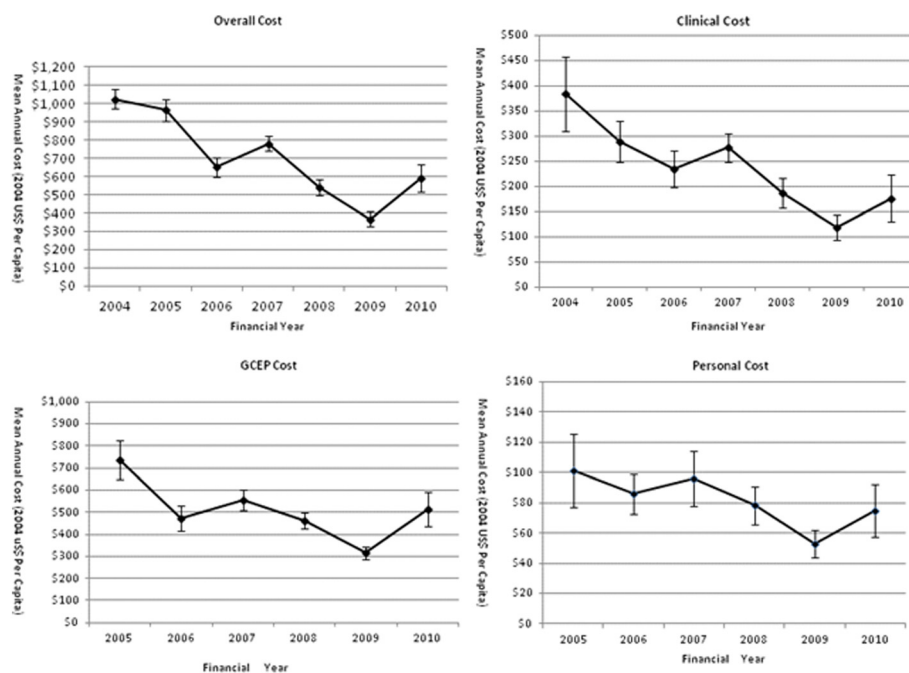 Overall Cost
Mean Annual Cost (2004 US$ Per Capita)
$1,200
$1,100
$1,000
$900
$800
$700
$600
$500
$400
$300
$200
$100
$0
2004 2005 2006 2007 2008 2009 2010
Financial Year
Clinical Cost
Mean Annual Cost (2004 US$ Per Capita)
$500
$450
$400
$350
$300
$250
$200
$150
$100
$50
$0
2004 2005 2006 2007 2008 2009 2010
Financial Year
GCEP Cost
Mean Annual Cost (2004 uS$ Per Capita)
$1,000
$900
$800
$700
$600
$500
$400
$300
$200
$100
$0
2005 2006 2007 2008 2009 2010
Financial Year
Personal Cost
Mean Annual Cost (2004 US$ Per Capita)
$160
$140
$120
$100
$80
$60
$40
$20
$0
2005 2006 2007 2008 2009 2010
Financial Year